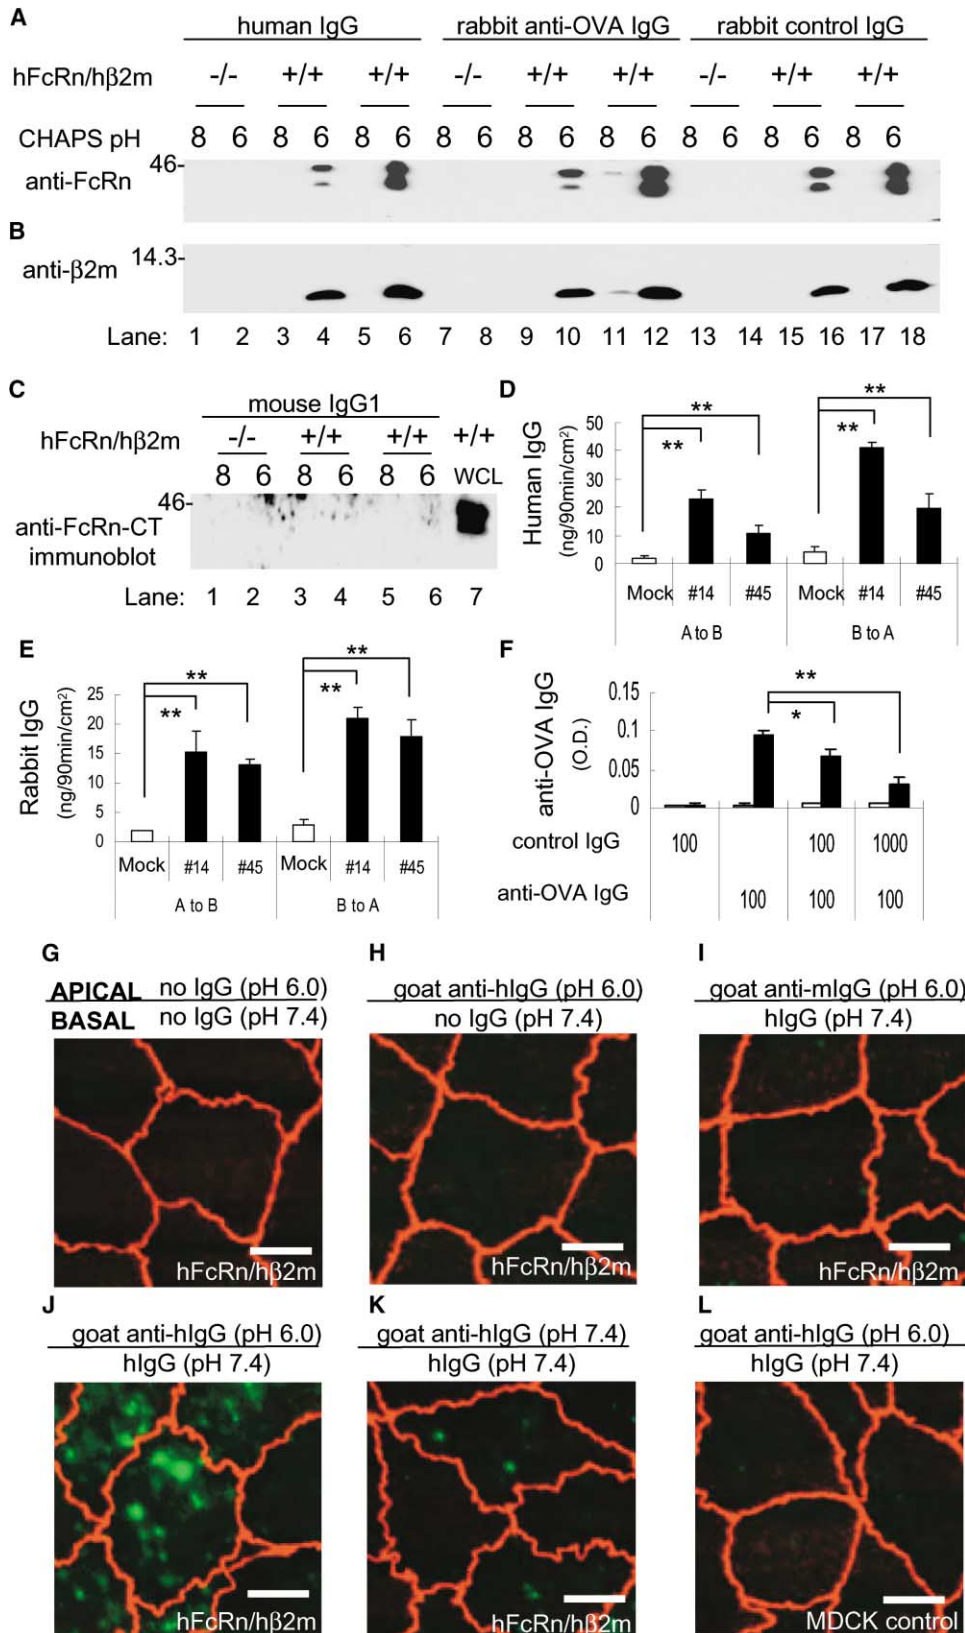 A
human IgG rabbit anti-OVA IgG rabbit control IgG
hFcRn/hβ2m -/- +/+ +/+ -/- +/+ +/+ -/- +/+ +/+
CHAPS pH 8 6 8 6 8 6 8 6 8 6 8 6 8 6 8 6 8 6
46-
anti-FcRn
B
14.3-
anti-β2m
Lane: 1 2 3 4 5 6 7 8 9 10 11 12 13 14 15 16 17 18
C
mouse IgG1
hFcRn/hβ2m -/- +/+ +/+ +/+
8 6 8 6 8 6 WCL
46-
anti-FcRn-CT
immunoblot
Lane: 1 2 3 4 5 6 7
D
Human IgG
(ng/90min/cm²)
50
40
30
20
10
0
** ** ** **
Mock #14 #45 Mock #14 #45
A to B B to A
E
Rabbit IgG
(ng/90min/cm²)
25
20
15
10
5
0
** ** ** **
Mock #14 #45 Mock #14 #45
A to B B to A
F
anti-OVA IgG
(O.D.)
0.15
0.1
0.05
0
**
*
control IgG 100 100 1000
anti-OVA IgG 100 100 100
G
APICAL no IgG (pH 6.0)
BASAL no IgG (pH 7.4)
hFcRn/hβ2m
H
goat anti-hIgG (pH 6.0)
no IgG (pH 7.4)
hFcRn/hβ2m
I
goat anti-mIgG (pH 6.0)
hIgG (pH 7.4)
hFcRn/hβ2m
J
goat anti-hIgG (pH 6.0)
hIgG (pH 7.4)
hFcRn/hβ2m
K
goat anti-hIgG (pH 7.4)
hIgG (pH 7.4)
hFcRn/hβ2m
L
goat anti-hIgG (pH 6.0)
hIgG (pH 7.4)
MDCK control